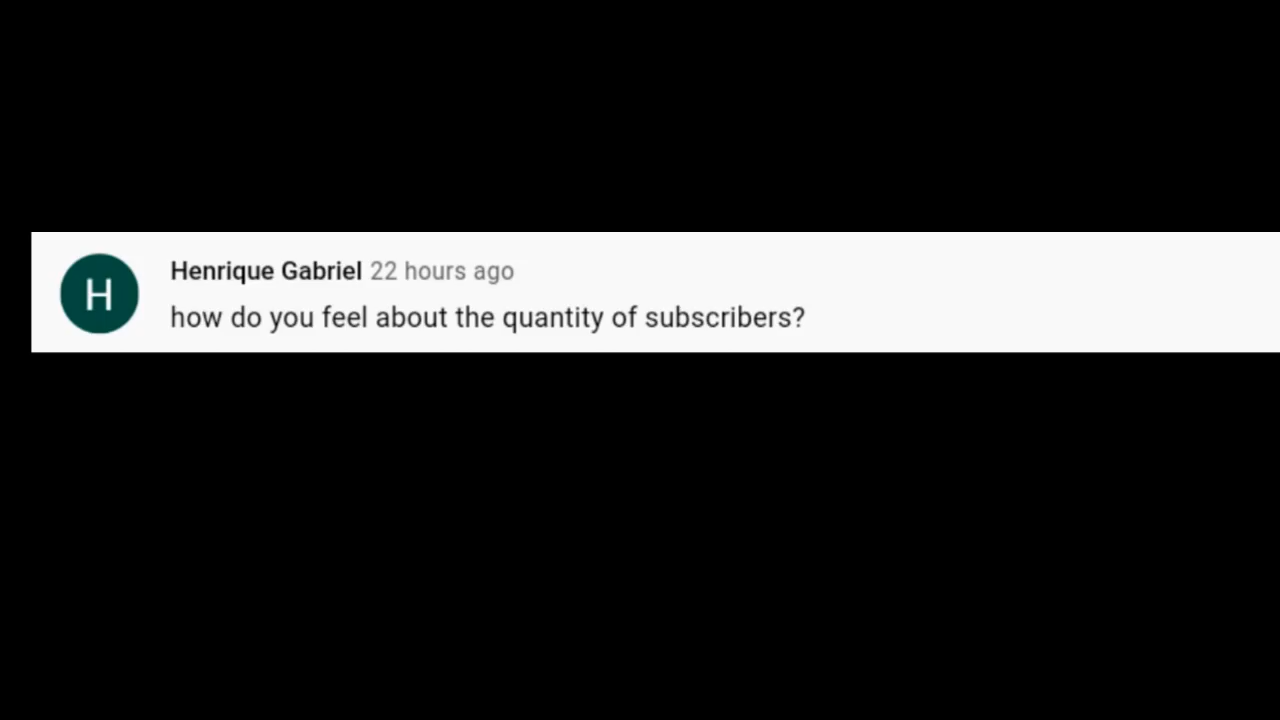 H
Henrique Gabriel 22 hours ago
how do you feel about the quantity of subscribers?